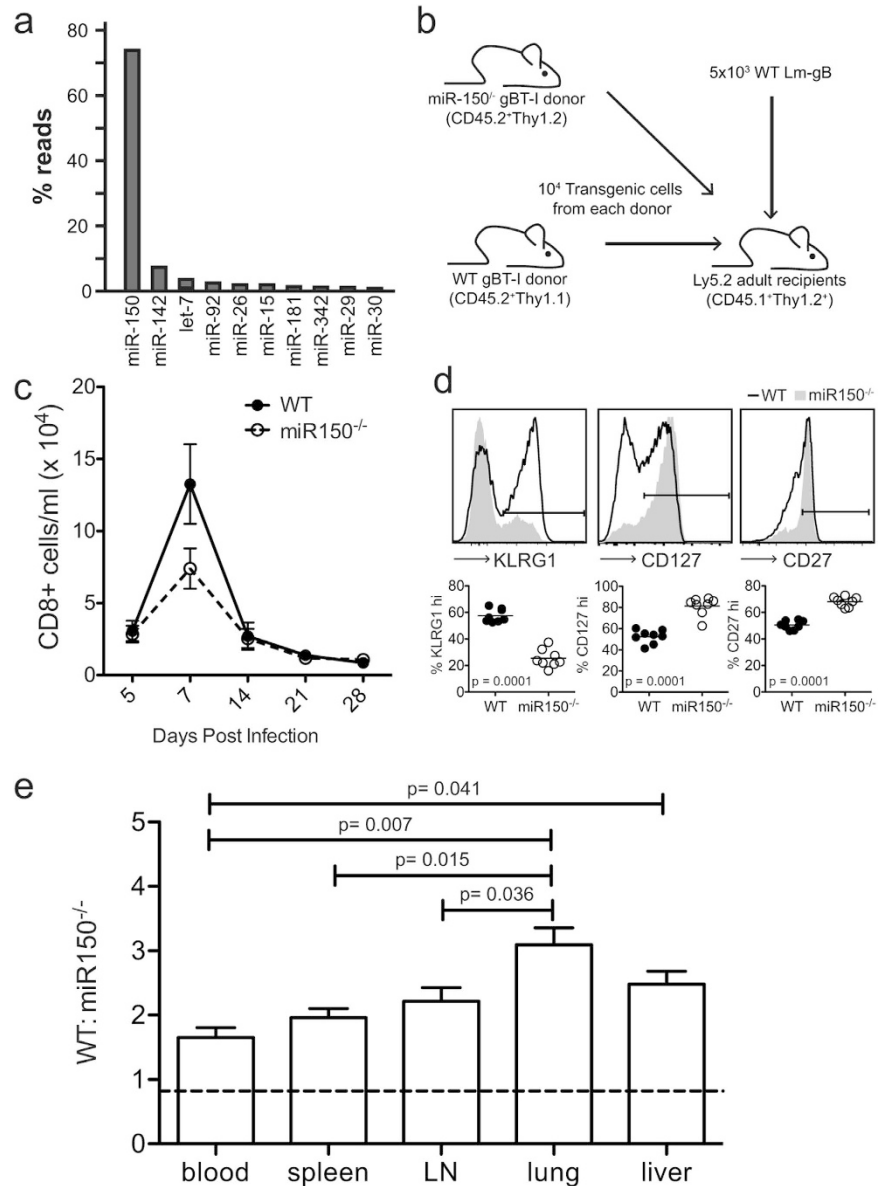 a
% reads
80
60
40
20
0
miR-150
miR-142
let-7
miR-92
miR-26
miR-15
miR-181
miR-342
miR-29
miR-30
b
miR-150-/- gBT-I donor
(CD45.2+Thy1.2)
5x10³ WT Lm-gB
10⁴ Transgenic cells
from each donor
WT gBT-I donor
(CD45.2+Thy1.1)
Ly5.2 adult recipients
(CD45.1+Thy1.2+)
c
CD8+ cells/ml (x 10⁴)
20
15
10
5
0
WT
miR150-/-
5
7
14
21
28
Days Post Infection
d
WT miR150-/-
KLRG1
CD127
CD27
% KLRG1 hi
80
60
40
20
0
p = 0.0001
WT miR150-/-
% CD127 hi
100
80
60
40
20
0
p = 0.0001
WT miR150-/-
% CD27 hi
80
60
40
20
0
p = 0.0001
WT miR150-/-
e
WT: miR150-/-
5
4
3
2
1
0
p= 0.041
p= 0.007
p= 0.015
p= 0.036
blood spleen LN lung liver